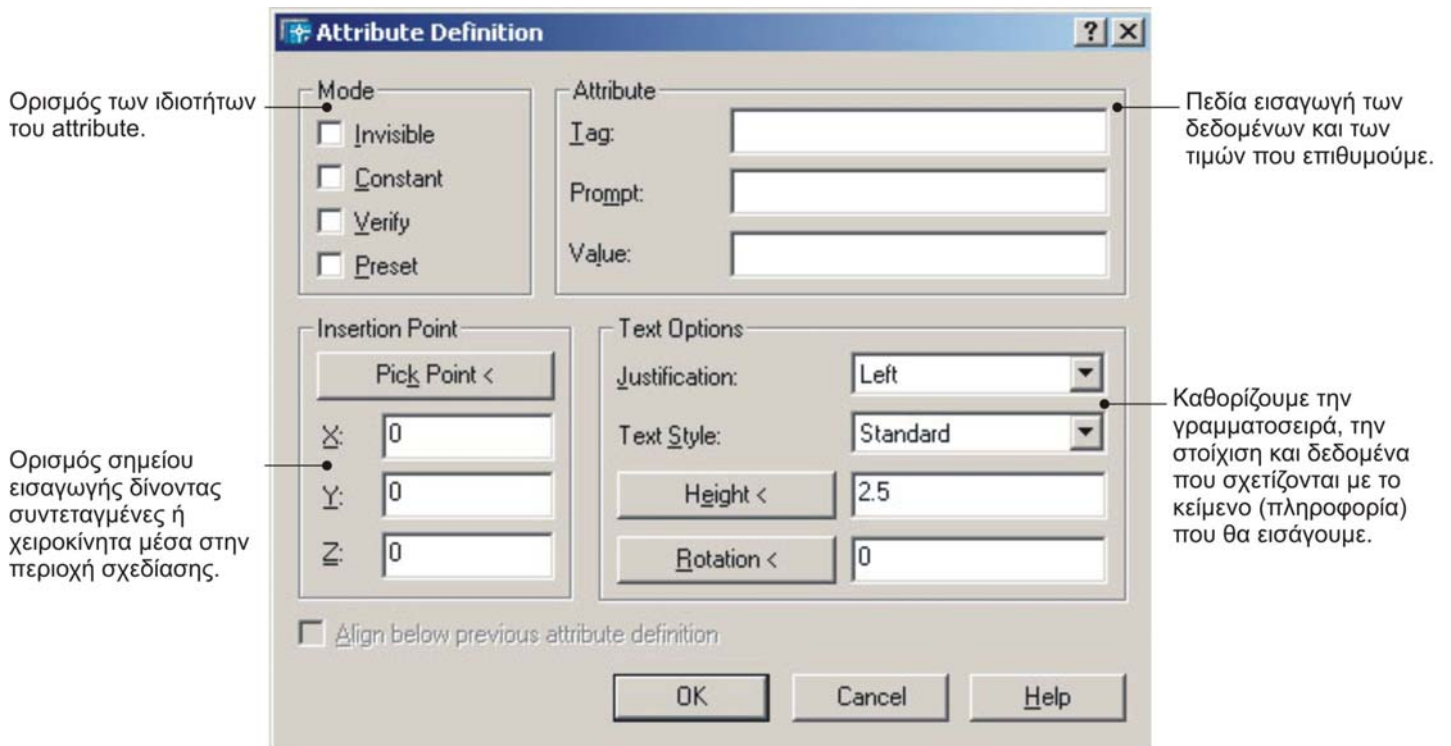 Attribute Definition
Ορισμός των ιδιοτήτων
του attribute.
Mode
Invisible
Constant
Verify
Preset
Attribute
Tag:
Prompt:
Value:
Πεδία εισαγωγή των
δεδομένων και των
τιμών που επιθυμούμε.
Insertion Point
Pick Point <
X: 0
Y: 0
Z: 0
Ορισμός σημείου
εισαγωγής δίνοντας
συντεταγμένες ή
χειροκίνητα μέσα στην
περιοχή σχεδίασης.
Text Options
Justification: Left
Text Style: Standard
Height < 2.5
Rotation < 0
Καθορίζουμε την
γραμματοσειρά, την
στοίχιση και δεδομένα
που σχετίζονται με το
κείμενο (πληροφορία)
που θα εισάγουμε.
Align below previous attribute definition
OK Cancel Help